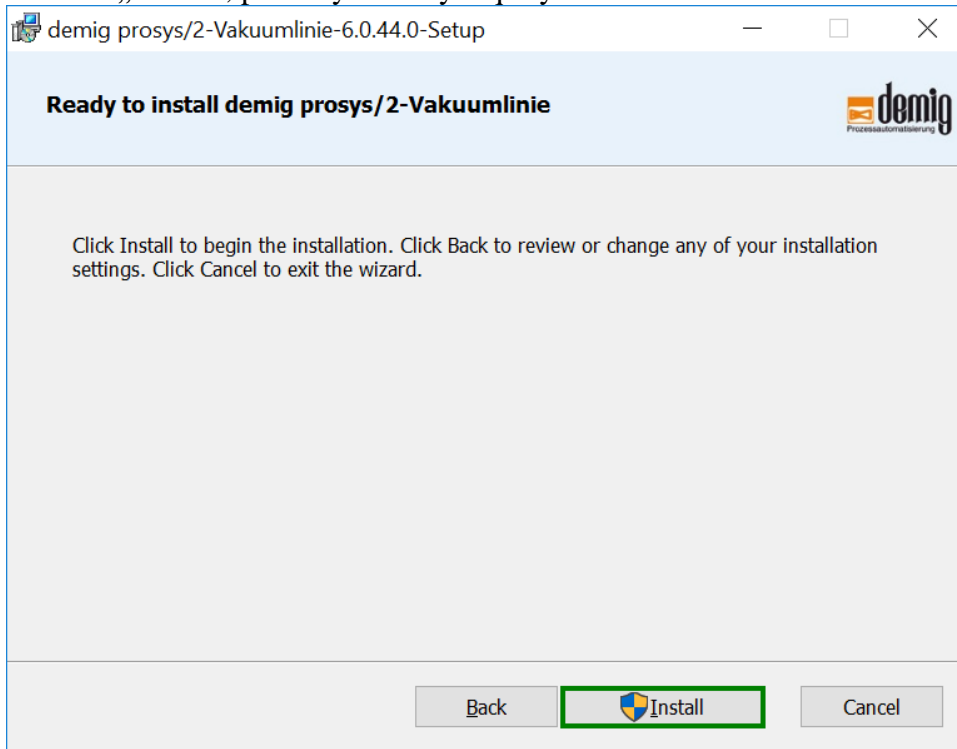 demig prosys/2-Vakuumlinie-6.0.44.0-Setup
Ready to install demig prosys/2-Vakuumlinie
demig
Prozessautomatisierung
Click Install to begin the installation. Click Back to review or change any of your installation
settings. Click Cancel to exit the wizard.
Back
Install
Cancel